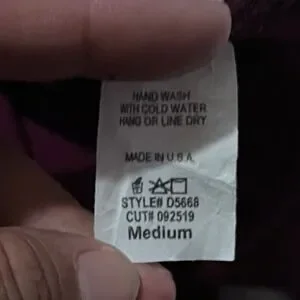 HAND WASH
WITH COLD WATER
HANG OR LINE DRY
MADE IN U.S.A.
STYLE# D5668
CUT# 092519
Medium